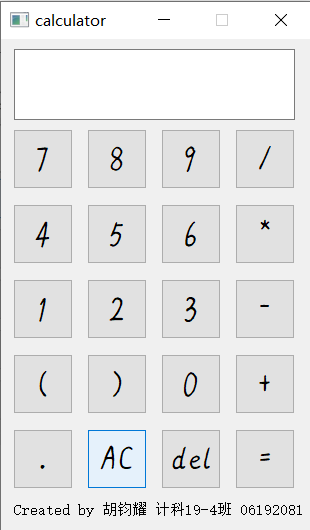 calculator
7 8 9 /
4 5 6 *
1 2 3 -
( ) 0 +
. AC del =
Created by 胡钧耀 计科19-4班 06192081